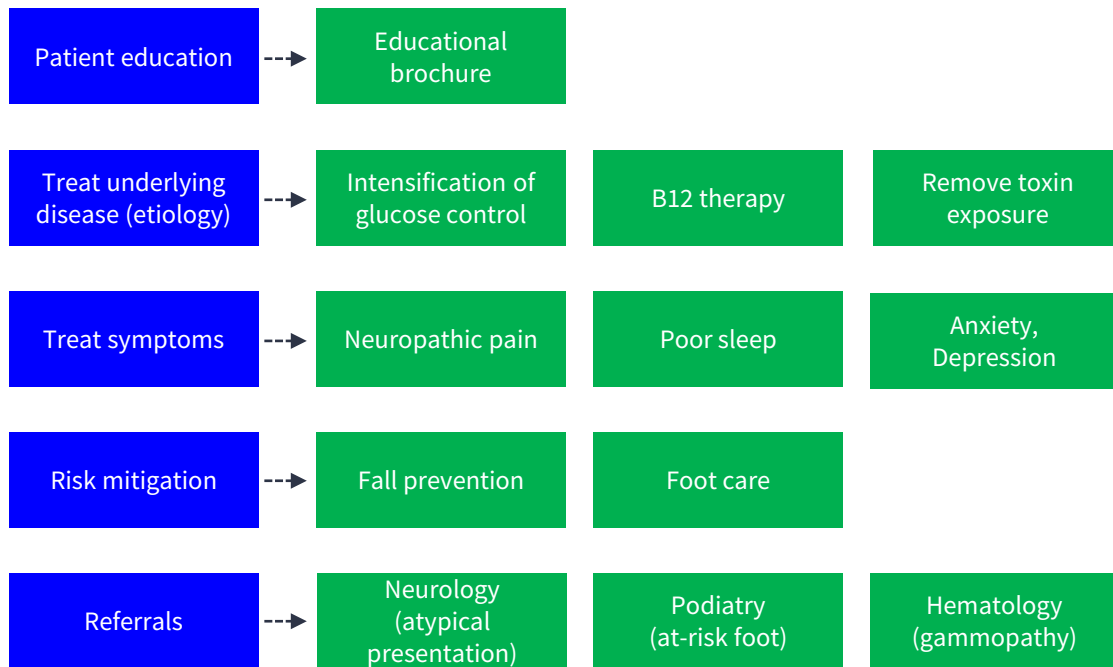 Patient education
Educational
brochure
Treat underlying
disease (etiology)
Intensification of
glucose control
B12 therapy
Remove toxin
exposure
Treat symptoms
Neuropathic pain
Poor sleep
Anxiety,
Depression
Risk mitigation
Fall prevention
Foot care
Referrals
Neurology
(atypical
presentation)
Podiatry
(at-risk foot)
Hematology
(gammopathy)